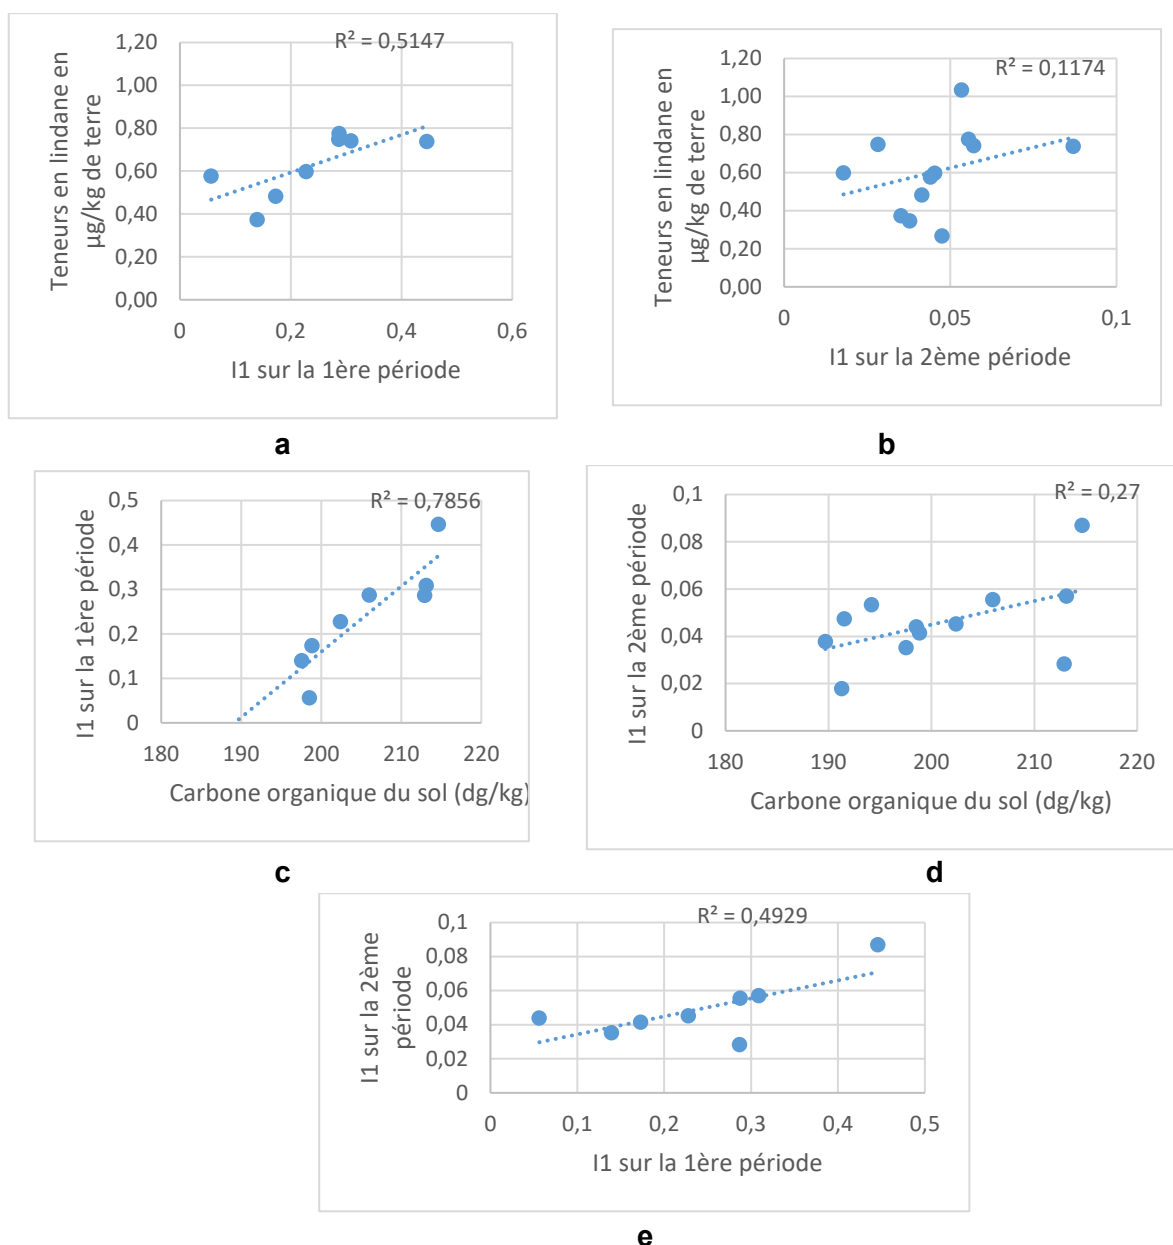 R² = 0,5147
Teneurs en lindane en
µg/kg de terre
1,20
1,00
0,80
0,60
0,40
0,20
0,00
0 0,2 0,4 0,6
I1 sur la 1ère période
a
R² = 0,1174
Teneurs en lindane en
µg/kg de terre
1,20
1,00
0,80
0,60
0,40
0,20
0,00
0 0,05 0,1
I1 sur la 2ème période
b
R² = 0,7856
I1 sur la 1ère période
0,5
0,4
0,3
0,2
0,1
0
180 190 200 210 220
Carbone organique du sol (dg/kg)
c
R² = 0,27
I1 sur la 2ème période
0,1
0,08
0,06
0,04
0,02
0
180 190 200 210 220
Carbone organique du sol (dg/kg)
d
R² = 0,4929
I1 sur la 2ème
période
0,1
0,08
0,06
0,04
0,02
0
0 0,1 0,2 0,3 0,4 0,5
I1 sur la 1ère période
e